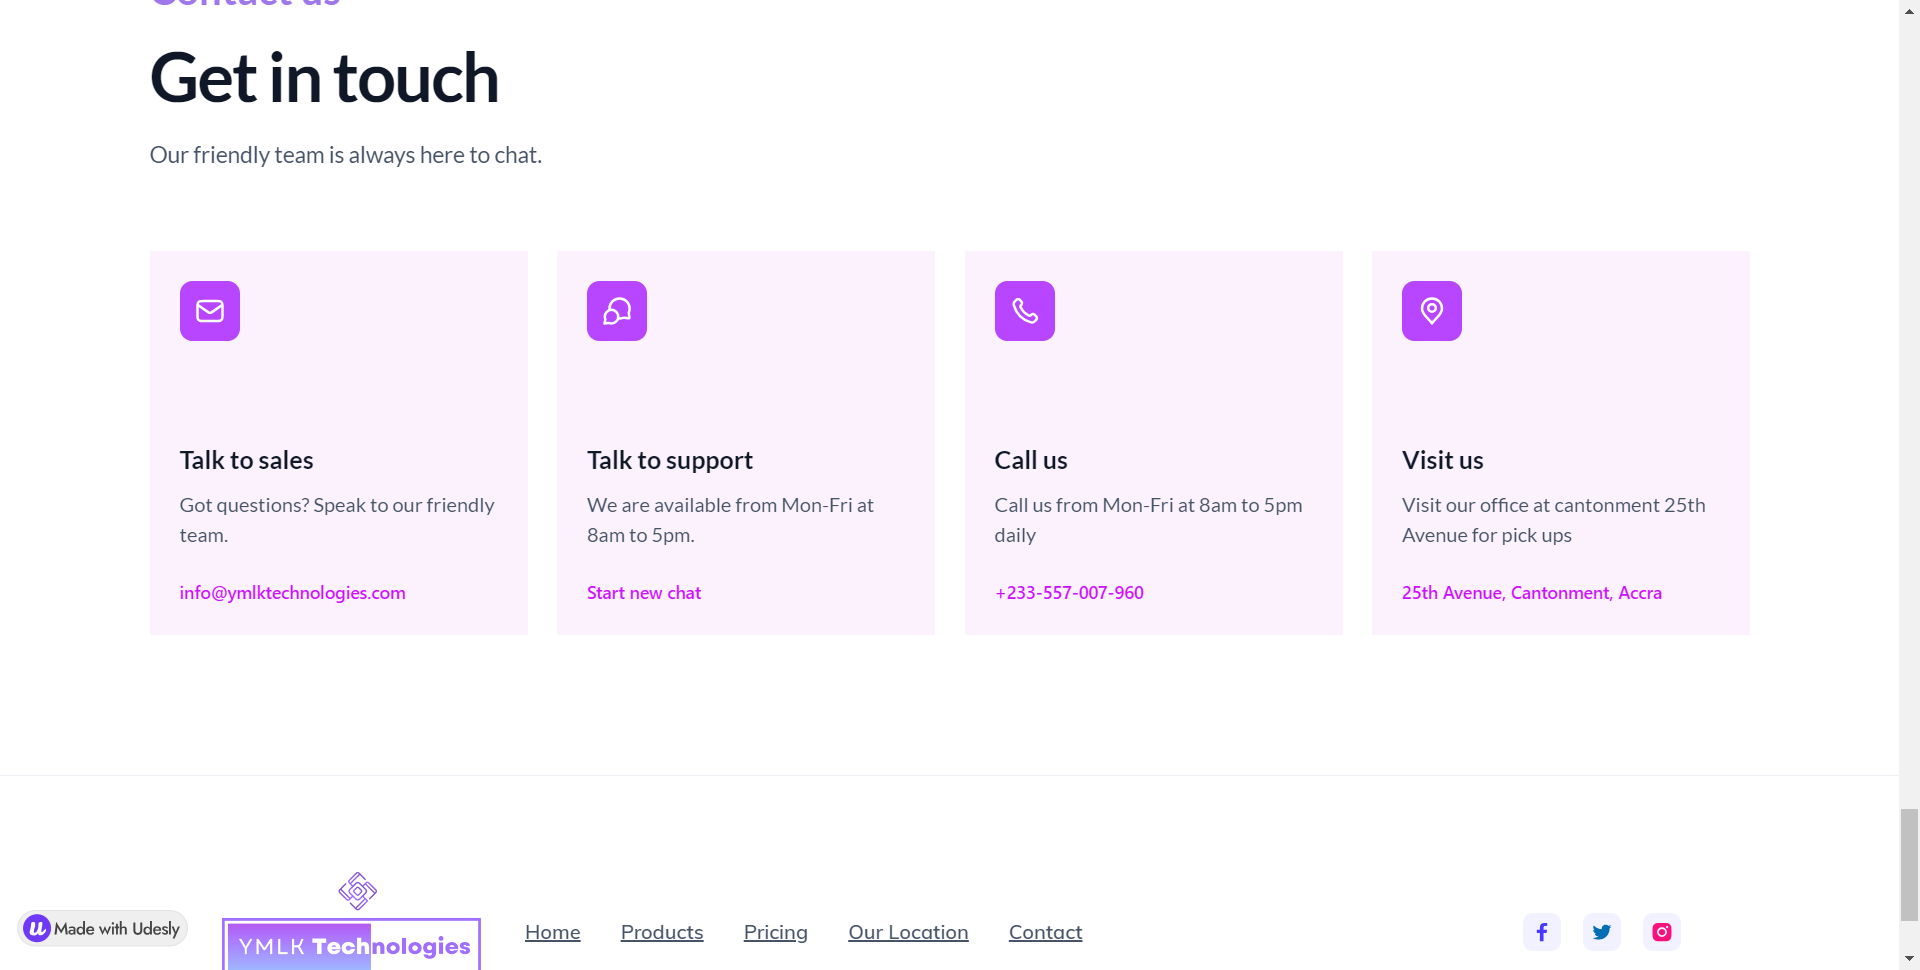 Contact us
Get in touch
Our friendly team is always here to chat.
Talk to sales
Got questions? Speak to our friendly
team.
info@ymlktechnologies.com
Talk to support
We are available from Mon-Fri at
8am to 5pm.
Start new chat
Call us
Call us from Mon-Fri at 8am to 5pm
daily
+233-557-007-960
Visit us
Visit our office at cantonment 25th
Avenue for pick ups
25th Avenue, Cantonment, Accra
Made with Udesly
YMLK Technologies
Home
Products
Pricing
Our Location
Contact